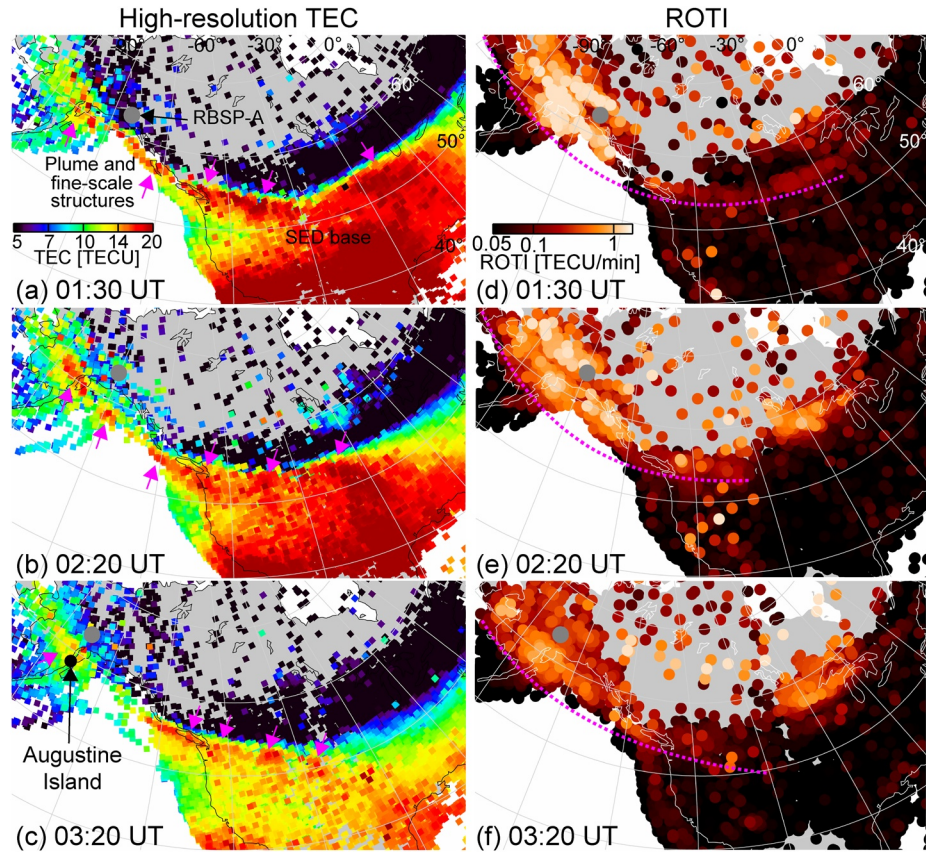 High-resolution TEC
ROTI
-90° -60° -30° 0°
-90° -60° -30° 0°
60°
60°
RBSP-A
50°
50°
Plume and
fine-scale
structures
SED base
40°
40°
5 7 10 14 20
TEC [TECU]
0.05 0.1 1
ROTI [TECU/min]
(a) 01:30 UT
(d) 01:30 UT
(b) 02:20 UT
(e) 02:20 UT
Augustine
Island
(c) 03:20 UT
(f) 03:20 UT